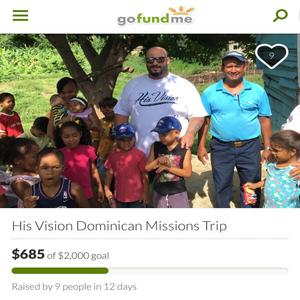 gofundme
9
His Vision
His Vision Dominican Missions Trip
$685 of $2,000 goal
Raised by 9 people in 12 days